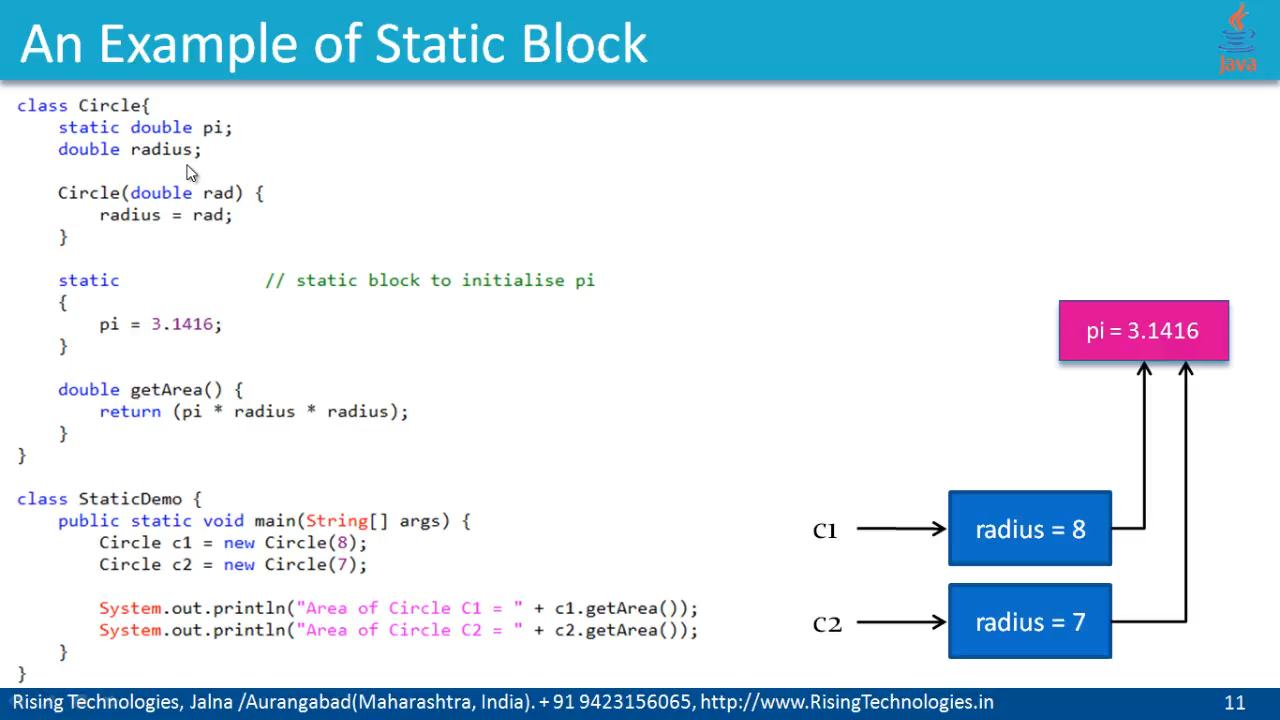 An Example of Static Block
Java
class Circle{
static double pi;
double radius;
Circle(double rad) {
radius = rad;
}
static // static block to initialise pi
{
pi = 3.1416;
}
double getArea() {
return (pi * radius * radius);
}
}
class StaticDemo {
public static void main(String[] args) {
Circle c1 = new Circle(8);
Circle c2 = new Circle(7);
System.out.println("Area of Circle C1 = " + c1.getArea());
System.out.println("Area of Circle C2 = " + c2.getArea());
}
}
pi = 3.1416
c1
radius = 8
c2
radius = 7
Rising Technologies, Jalna /Aurangabad(Maharashtra, India). + 91 9423156065, http://www.RisingTechnologies.in
11